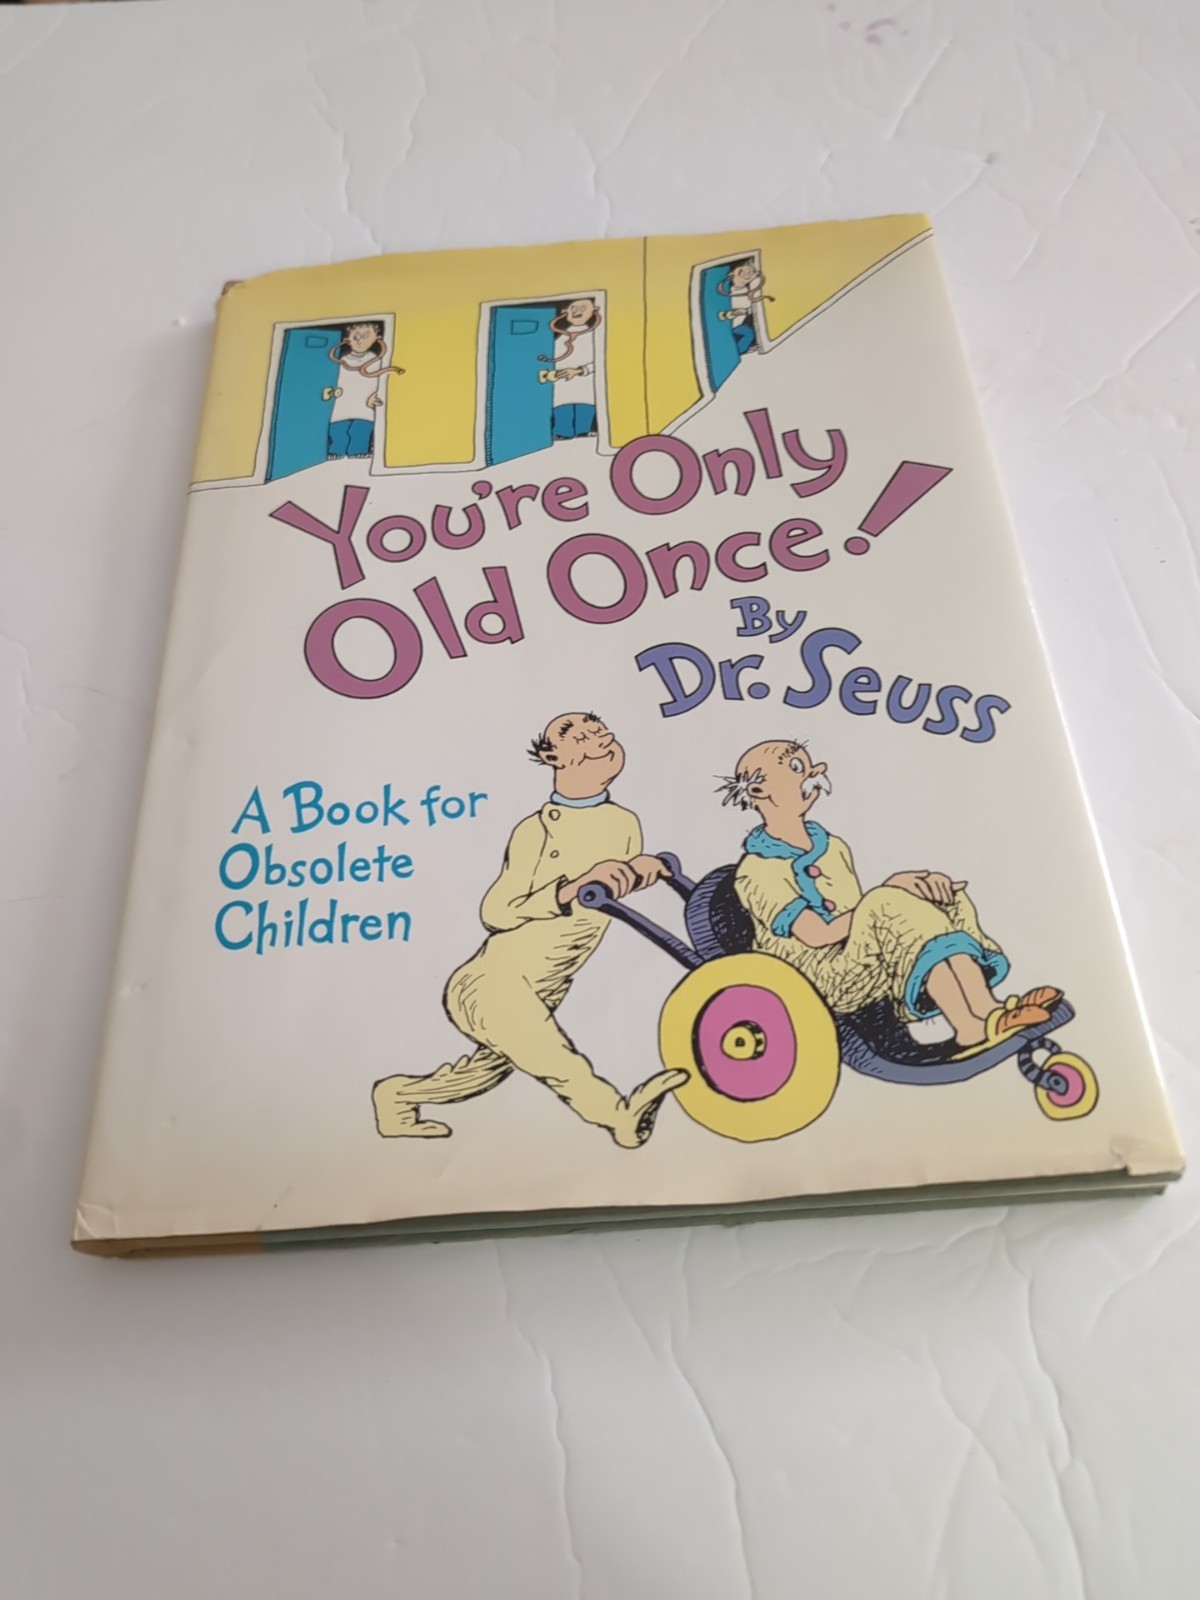 You're Only
Old Once!
By
Dr. Seuss
A Book for
Obsolete
Children